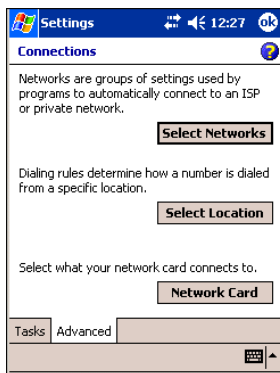 Settings 12:27 ok
Connections ?
Networks are groups of settings used by
programs to automatically connect to an ISP
or private network.
Select Networks
Dialing rules determine how a number is dialed
from a specific location.
Select Location
Select what your network card connects to.
Network Card
Tasks Advanced